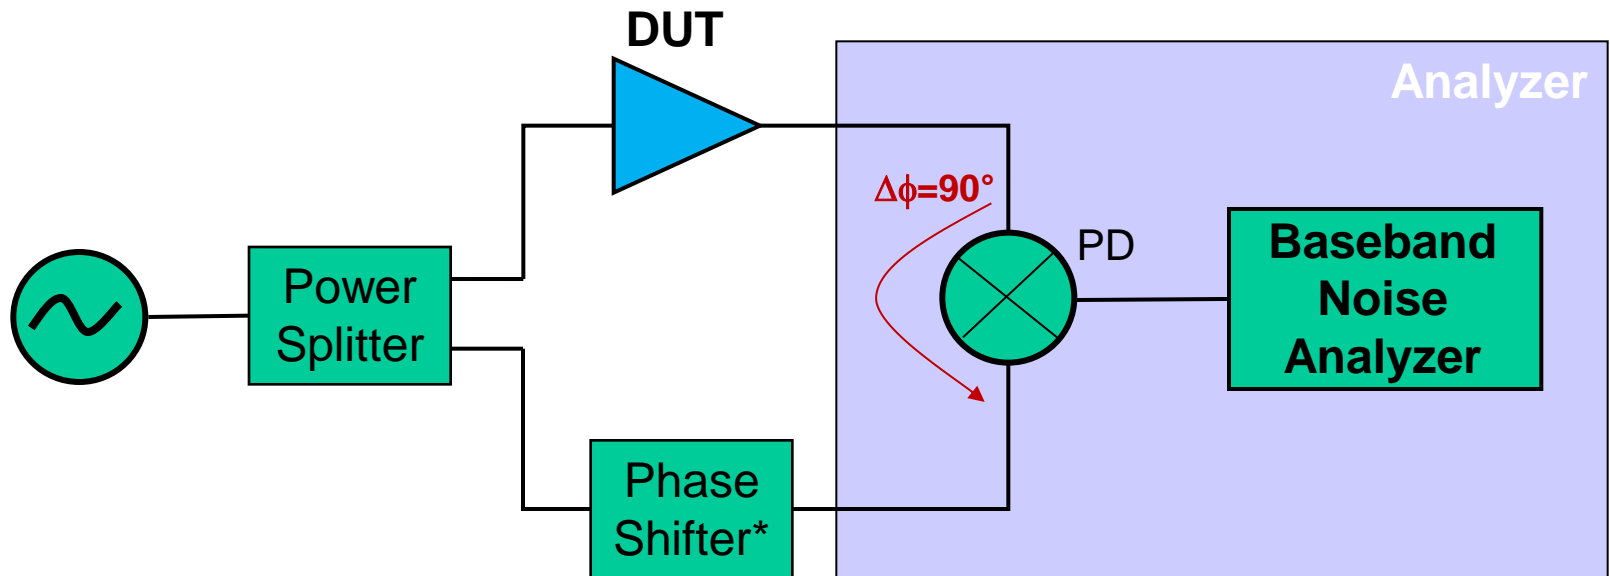 DUT
Analyzer
Δϕ=90°
PD
Baseband
Noise
Analyzer
Power
Splitter
Phase
Shifter*